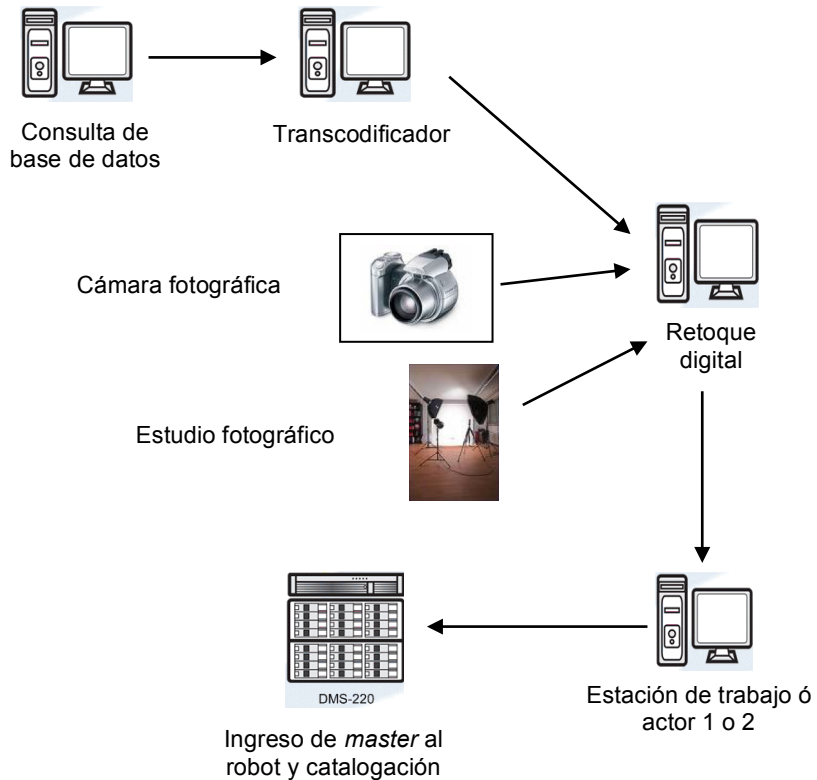 Consulta de
base de datos
Transcodificador
Cámara fotográfica
Retoque
digital
Estudio fotográfico
DMS-220
Estación de trabajo ó
actor 1 o 2
Ingreso de master al
robot y catalogación